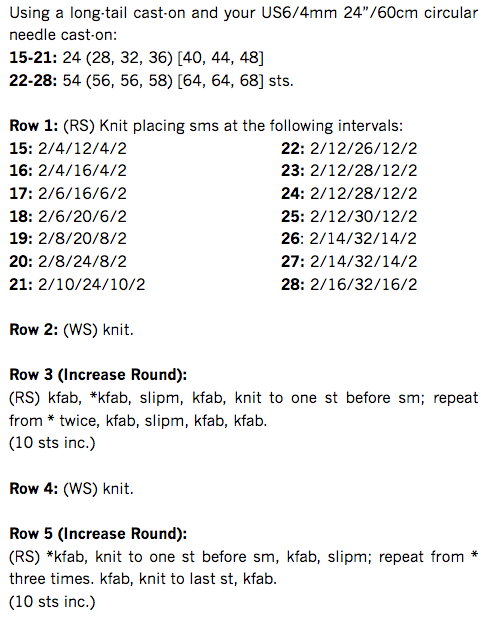 Using a long-tail cast-on and your US6/4mm 24”/60cm circular
needle cast-on:
15-21: 24 (28, 32, 36) [40, 44, 48]
22-28: 54 (56, 56, 58) [64, 64, 68] sts.
Row 1: (RS) Knit placing sms at the following intervals:
15: 2/4/12/4/2
16: 2/4/16/4/2
17: 2/6/16/6/2
18: 2/6/20/6/2
19: 2/8/20/8/2
20: 2/8/24/8/2
21: 2/10/24/10/2
22: 2/12/26/12/2
23: 2/12/28/12/2
24: 2/12/28/12/2
25: 2/12/30/12/2
26: 2/14/32/14/2
27: 2/14/32/14/2
28: 2/16/32/16/2
Row 2: (WS) knit.
Row 3 (Increase Round):
(RS) kfab, *kfab, slipm, kfab, knit to one st before sm; repeat
from * twice, kfab, slipm, kfab, kfab.
(10 sts inc.)
Row 4: (WS) knit.
Row 5 (Increase Round):
(RS) *kfab, knit to one st before sm, kfab, slipm; repeat from *
three times. kfab, knit to last st, kfab.
(10 sts inc.)